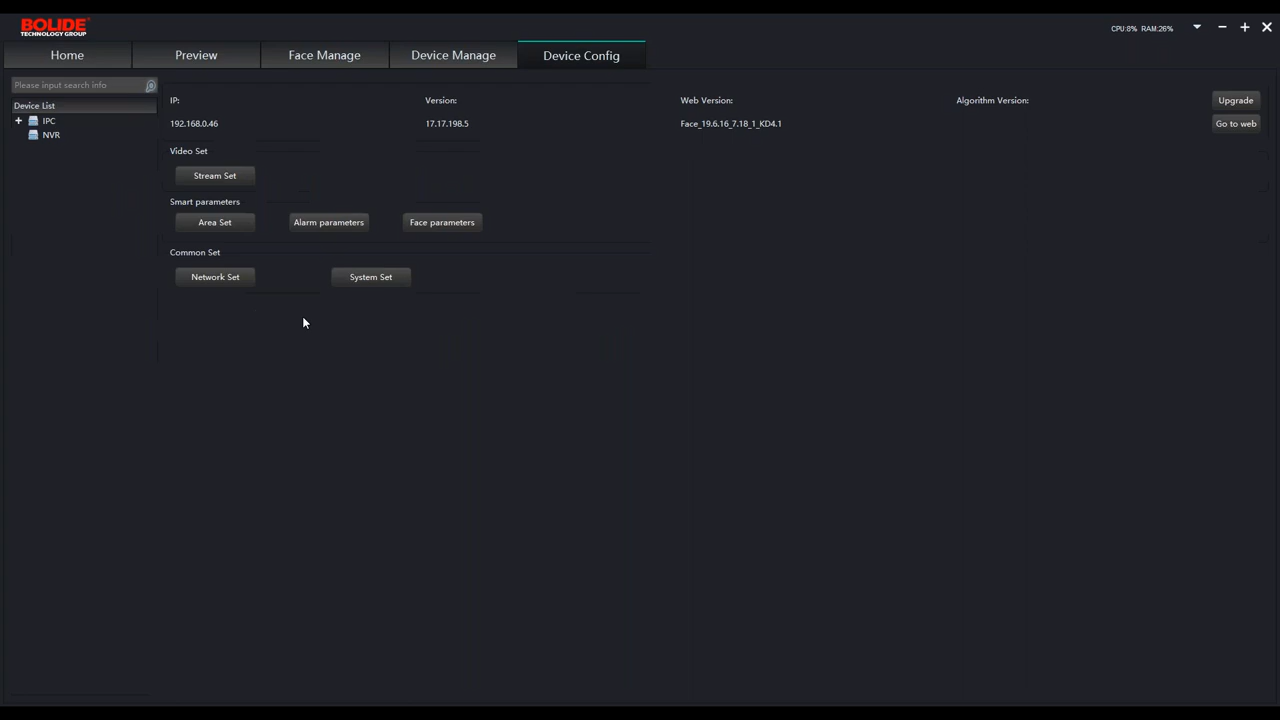 BOLIDE
TECHNOLOGY GROUP
CPU:8% RAM:26%
Home Preview Face Manage Device Manage Device Config
Please input search info
Device List
IPC
NVR
IP: Version: Web Version: Algorithm Version: Upgrade
192.168.0.46 17.17.198.5 Face_19.6.16_7.18_1_KD4.1 Go to web
Video Set
Stream Set
Smart parameters
Area Set Alarm parameters Face parameters
Common Set
Network Set System Set